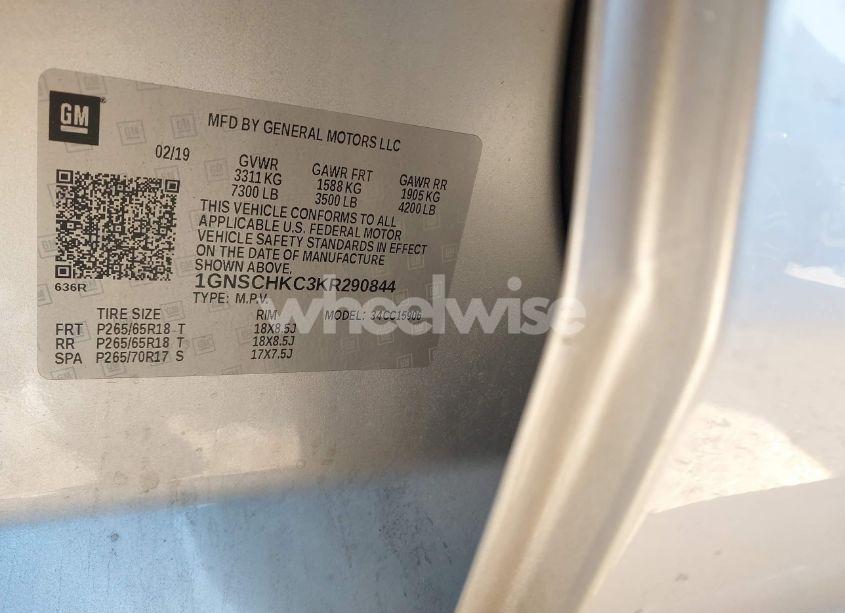 GM
MFD BY GENERAL MOTORS LLC
02/19
GVWR GAWR FRT GAWR RR
3311 KG 1588 KG 1905 KG
7300 LB 3500 LB 4200 LB
THIS VEHICLE CONFORMS TO ALL
APPLICABLE U.S. FEDERAL MOTOR
VEHICLE SAFETY STANDARDS IN EFFECT
ON THE DATE OF MANUFACTURE
SHOWN ABOVE.
636R
1GNSCHKC3KR290844
TYPE: M.P.V.
TIRE SIZE RIM MODEL:
FRT P265/65R18 T 18X8.5J
RR P265/65R18 T 18X8.5J
SPA P265/70R17 S 17X7.5J
wheelwise